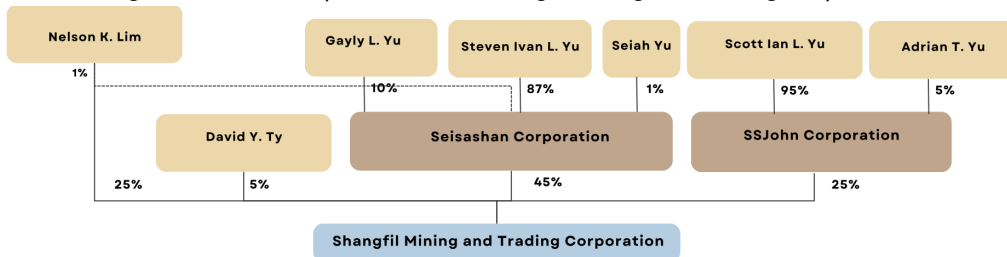 Nelson K. Lim
Gayly L. Yu
Steven Ivan L. Yu
Seiah Yu
Scott Ian L. Yu
Adrian T. Yu
1%
10%
87%
1%
95%
5%
David Y. Ty
Seisashan Corporation
SSJohn Corporation
25%
5%
45%
25%
Shangfil Mining and Trading Corporation